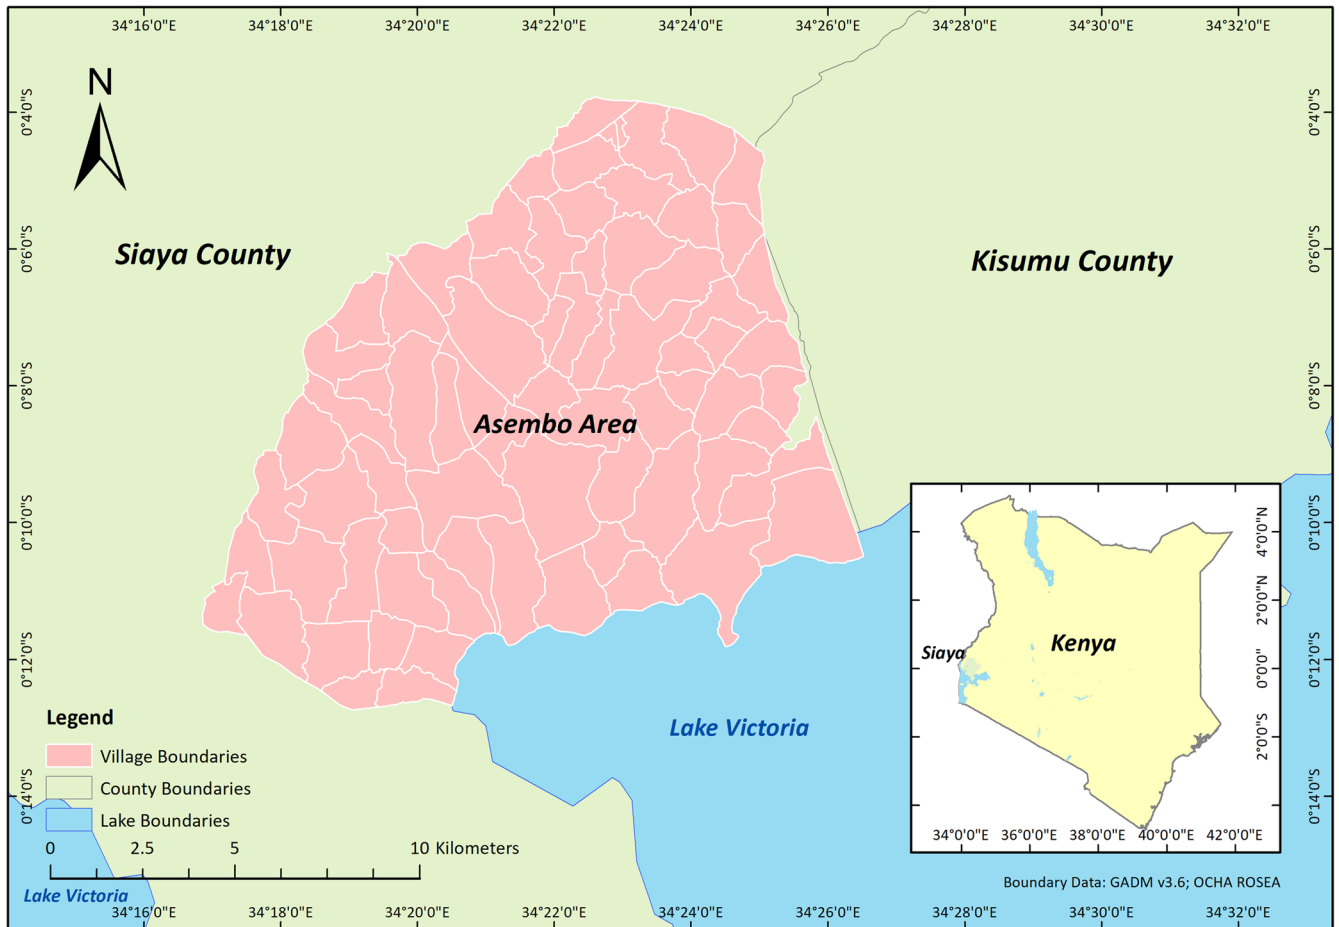 34°16'0"E 34°18'0"E 34°20'0"E 34°22'0"E 34°24'0"E 34°26'0"E 34°28'0"E 34°30'0"E 34°32'0"E
N
0°4'0"S
0°4'0"S
Siaya County
Kisumu County
0°6'0"S
0°6'0"S
0°8'0"S
0°8'0"S
Asembo Area
0°10'0"S
0°10'0"S
4°0'0"N
2°0'0"N
Siaya
Kenya
0°0'0"
2°0'0"S
34°0'0"E 36°0'0"E 38°0'0"E 40°0'0"E 42°0'0"E
0°12'0"S
0°12'0"S
Lake Victoria
Legend
Village Boundaries
County Boundaries
Lake Boundaries
0°14'0"S
0°14'0"S
0 2.5 5 10 Kilometers
Boundary Data: GADM v3.6; OCHA ROSEA
Lake Victoria
34°16'0"E 34°18'0"E 34°20'0"E 34°22'0"E 34°24'0"E 34°26'0"E 34°28'0"E 34°30'0"E 34°32'0"E